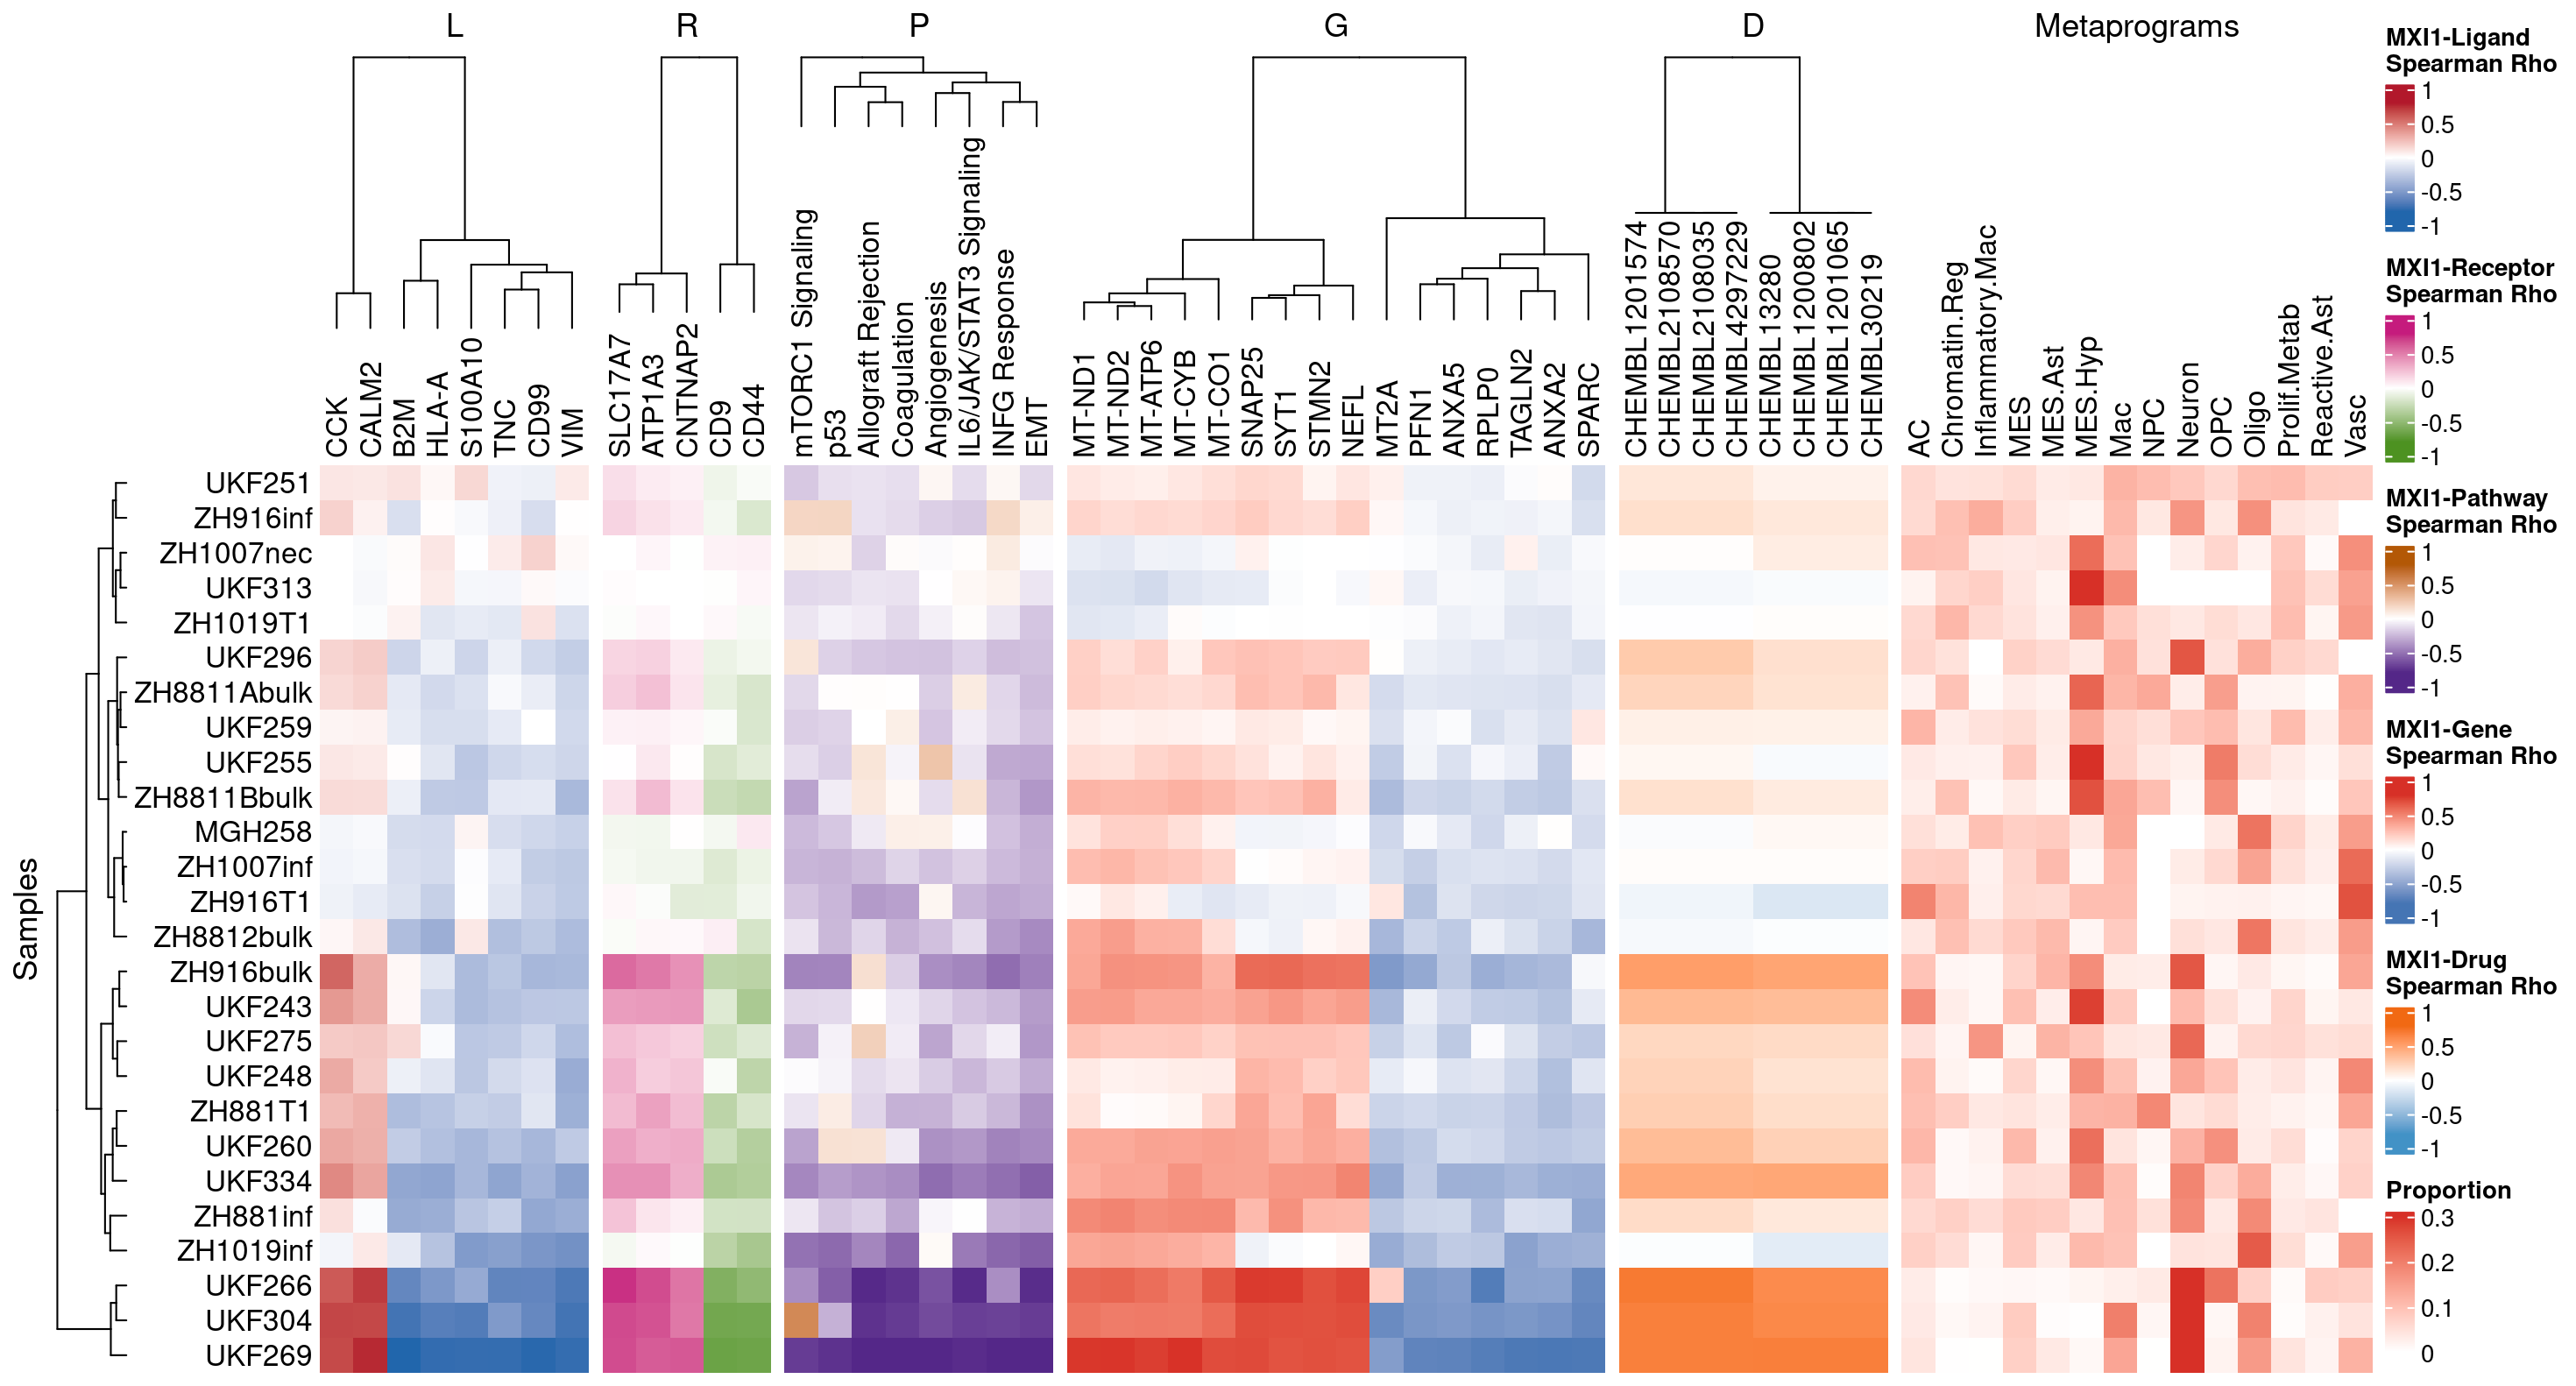 L
R
P
G
D
Metaprograms
CCK
CALM2
B2M
HLA-A
S100A10
TNC
CD99
VIM
SLC17A7
ATP1A3
CNTNAP2
CD9
CD44
mTORC1 Signaling
p53
Allograft Rejection
Coagulation
Angiogenesis
IL6/JAK/STAT3 Signaling
INFG Response
EMT
MT-ND1
MT-ND2
MT-ATP6
MT-CYB
MT-CO1
SNAP25
SYT1
STMN2
NEFL
MT2A
PFN1
ANXA5
RPLP0
TAGLN2
ANXA2
SPARC
CHEMBL1201574
CHEMBL2108570
CHEMBL2108035
CHEMBL4297229
CHEMBL13280
CHEMBL1200802
CHEMBL1201065
CHEMBL30219
AC
Chromatin.Reg
Inflammatory.Mac
MES
MES.Ast
MES.Hyp
Mac
NPC
Neuron
OPC
Oligo
Prolif.Metab
Reactive.Ast
Vasc
Samples
UKF251
ZH916inf
ZH1007nec
UKF313
ZH1019T1
UKF296
ZH8811Abulk
UKF259
UKF255
ZH8811Bbulk
MGH258
ZH1007inf
ZH916T1
ZH8812bulk
ZH916bulk
UKF243
UKF275
UKF248
ZH881T1
UKF260
UKF334
ZH881inf
ZH1019inf
UKF266
UKF304
UKF269
MXI1-Ligand
Spearman Rho
1
0.5
0
-0.5
-1
MXI1-Receptor
Spearman Rho
1
0.5
0
-0.5
-1
MXI1-Pathway
Spearman Rho
1
0.5
0
-0.5
-1
MXI1-Gene
Spearman Rho
1
0.5
0
-0.5
-1
MXI1-Drug
Spearman Rho
1
0.5
0
-0.5
-1
Proportion
0.3
0.2
0.1
0